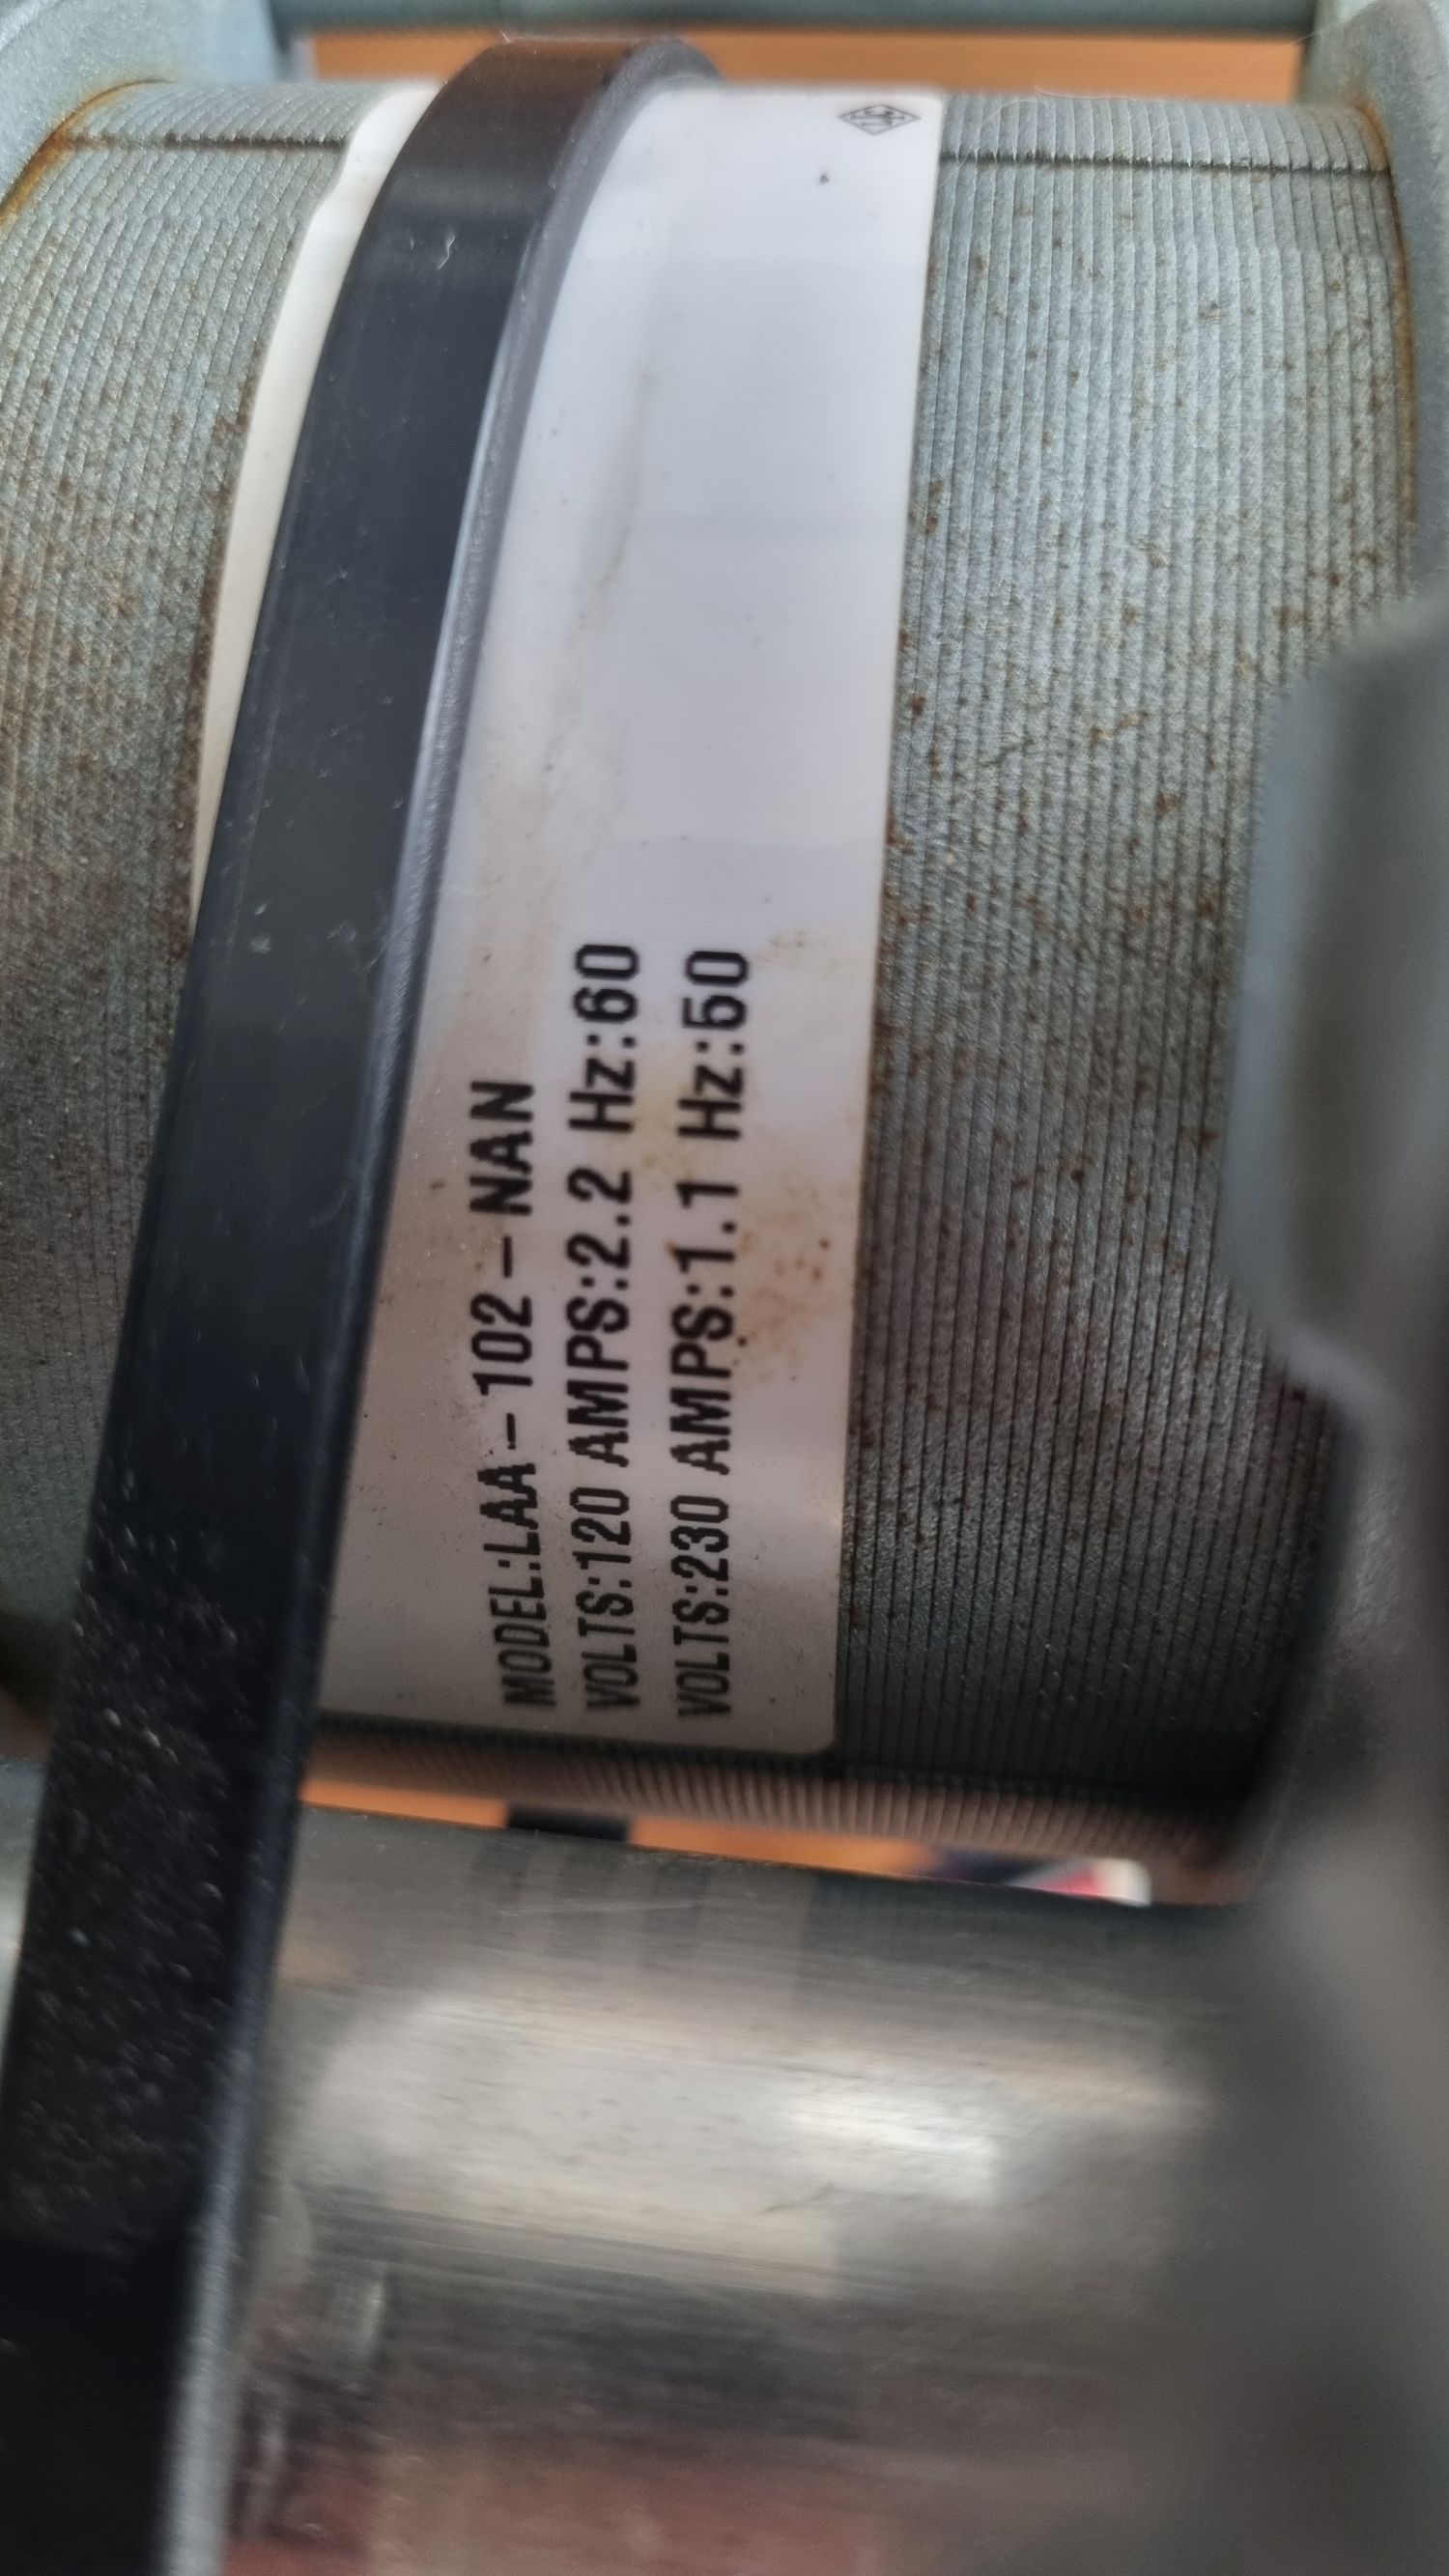 MODEL:LAA-102-NAN
VOLTS:120 AMPS:2.2 Hz:60
VOLTS:230 AMPS:1.1 Hz:50